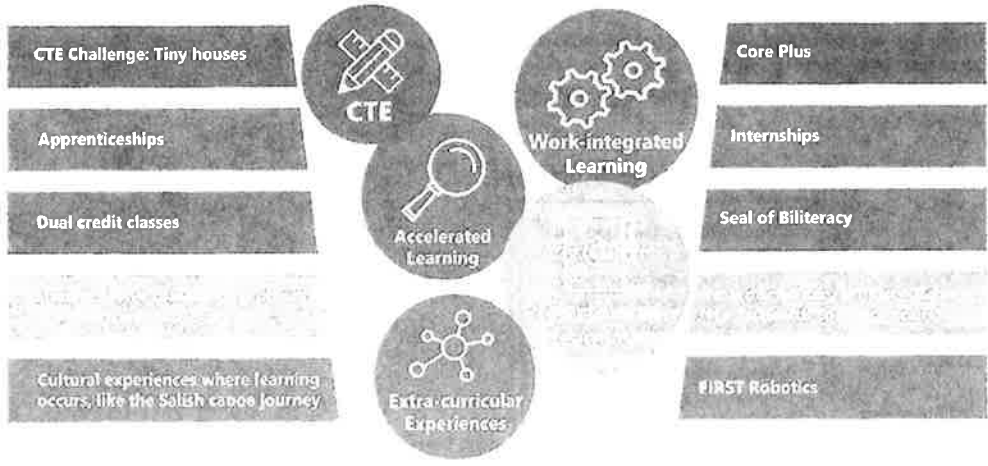 CTE Challenge: Tiny houses
Apprenticeships
Dual credit classes
Cultural experiences where learning
occurs, like the Salish canoe journey
CTE
Accelerated
Learning
Extra-curricular
Experiences
Work-integrated
Learning
Core Plus
Internships
Seal of Biliteracy
FIRST Robotics